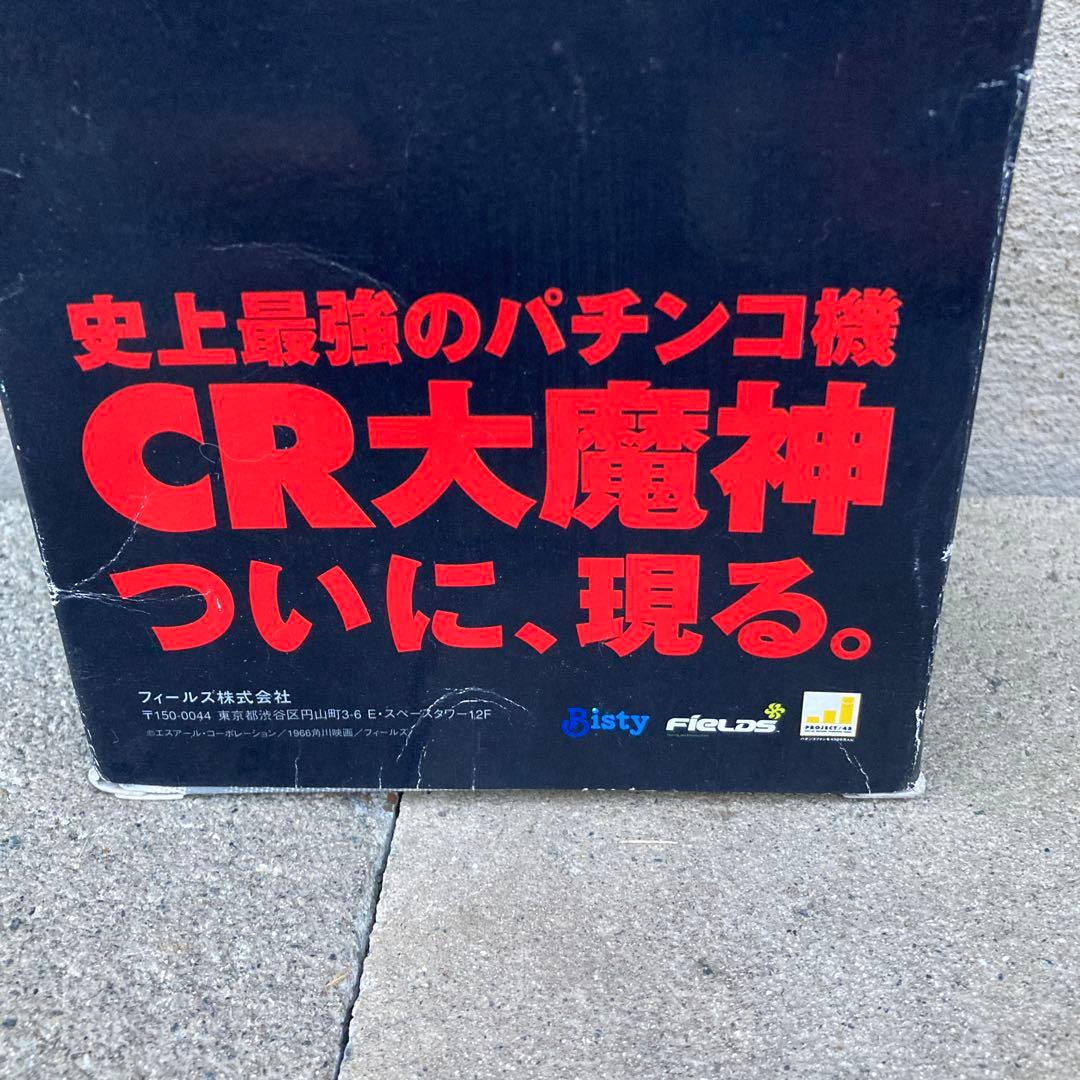 史上最強のパチンコ機
CR大魔神
ついに、現る。
フィールズ株式会社
〒150-0044 東京都渋谷区円山町3-6 E・スペースタワー12F
©エスアール・コーポレーション／1966角川映画／フィールズ
Bisty
FIELDS
PROJECT/48